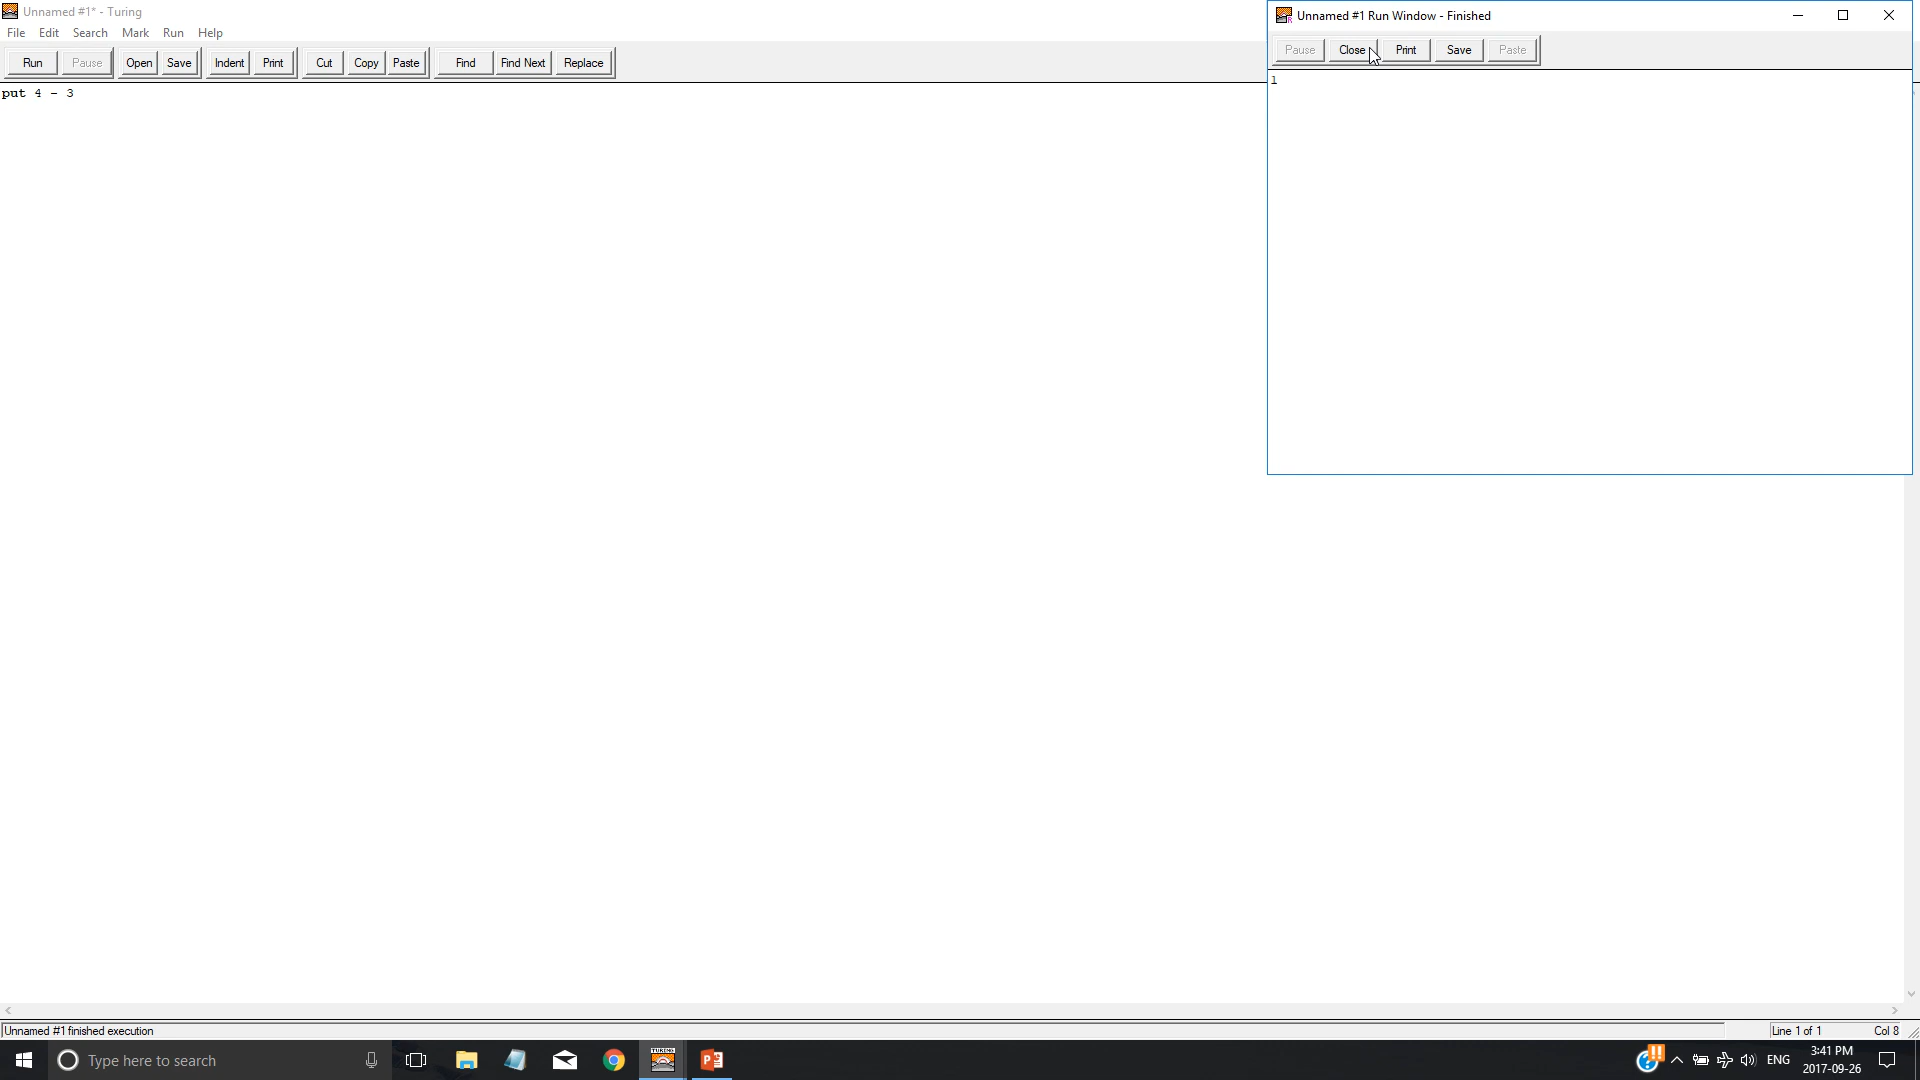 Unnamed #1* - Turing
File Edit Search Mark Run Help
Run Pause Open Save Indent Print Cut Copy Paste Find Find Next Replace
put 4 - 3
Unnamed #1 Run Window - Finished
Pause Close Print Save Paste
1
Unnamed #1 finished execution
Line 1 of 1 Col 8
Type here to search
TURING
ENG
3:41 PM
2017-09-26